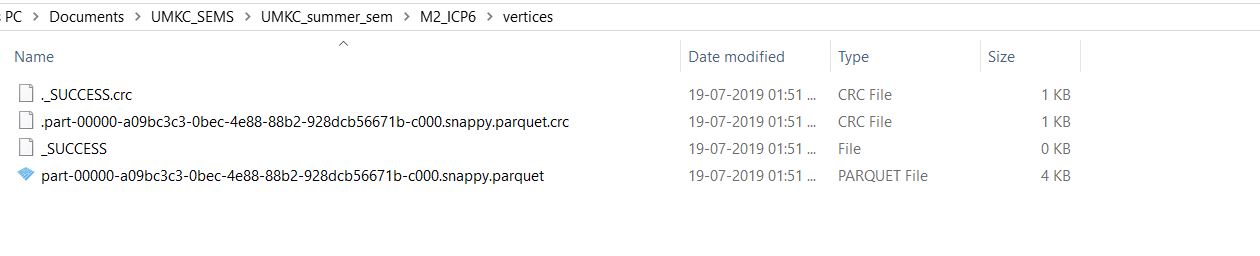 PC > Documents > UMKC_SEMS > UMKC_summer_sem > M2_ICP6 > vertices
Name Date modified Type Size
._SUCCESS.crc 19-07-2019 01:51 ... CRC File 1 KB
.part-00000-a09bc3c3-0bec-4e88-88b2-928dcb56671b-c000.snappy.parquet.crc 19-07-2019 01:51 ... CRC File 1 KB
_SUCCESS 19-07-2019 01:51 ... File 0 KB
part-00000-a09bc3c3-0bec-4e88-88b2-928dcb56671b-c000.snappy.parquet 19-07-2019 01:51 ... PARQUET File 4 KB